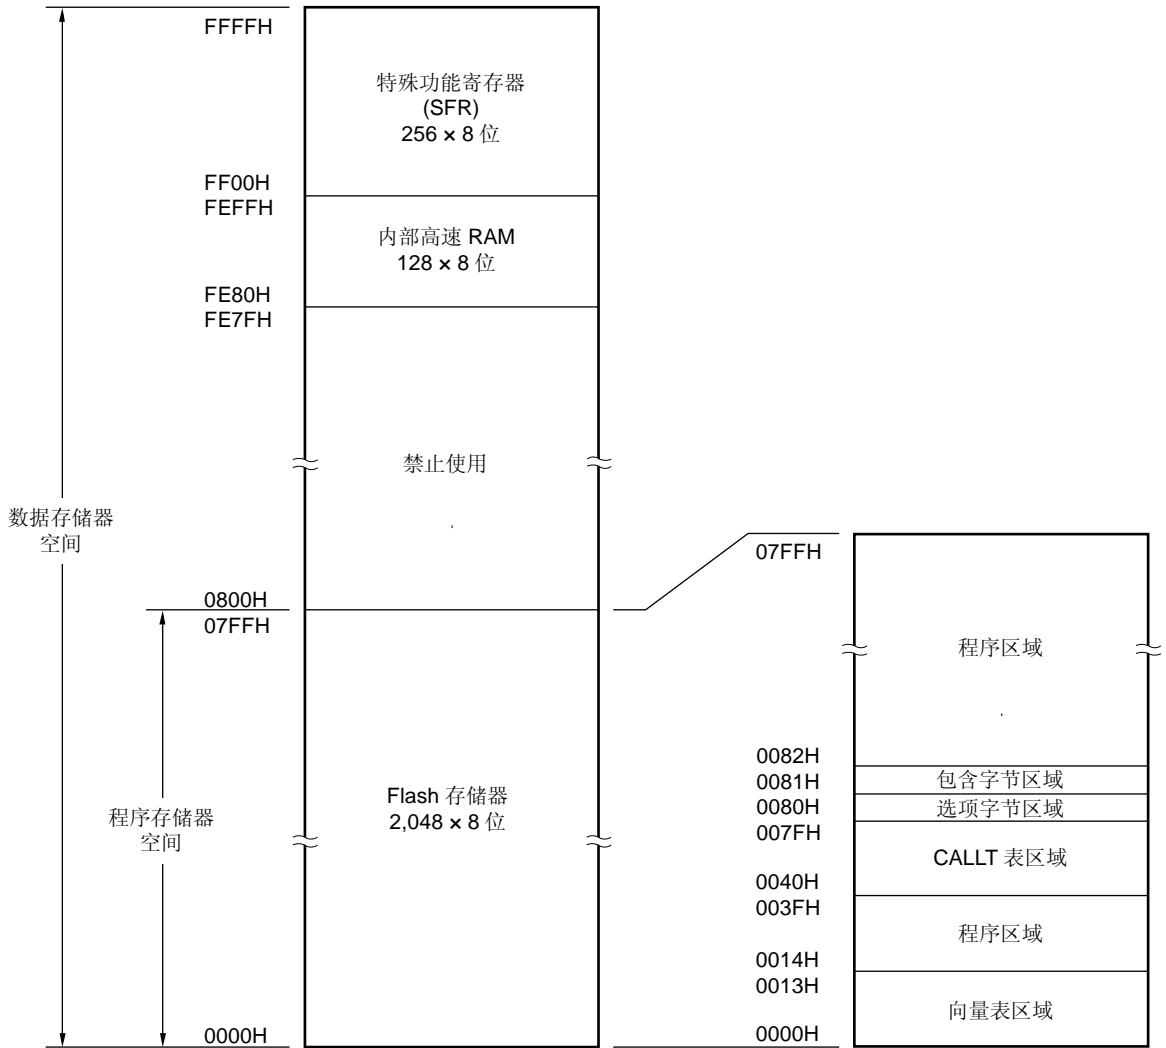 FFFFH
特殊功能寄存器
(SFR)
256 × 8 位
FF00H
FEFFH
内部高速 RAM
128 × 8 位
FE80H
FE7FH
禁止使用
数据存储器
空间
0800H
07FFH
程序存储器
空间
Flash 存储器
2,048 × 8 位
0000H
07FFH
程序区域
0082H
0081H
包含字节区域
0080H
选项字节区域
007FH
CALLT 表区域
0040H
003FH
程序区域
0014H
0013H
向量表区域
0000H